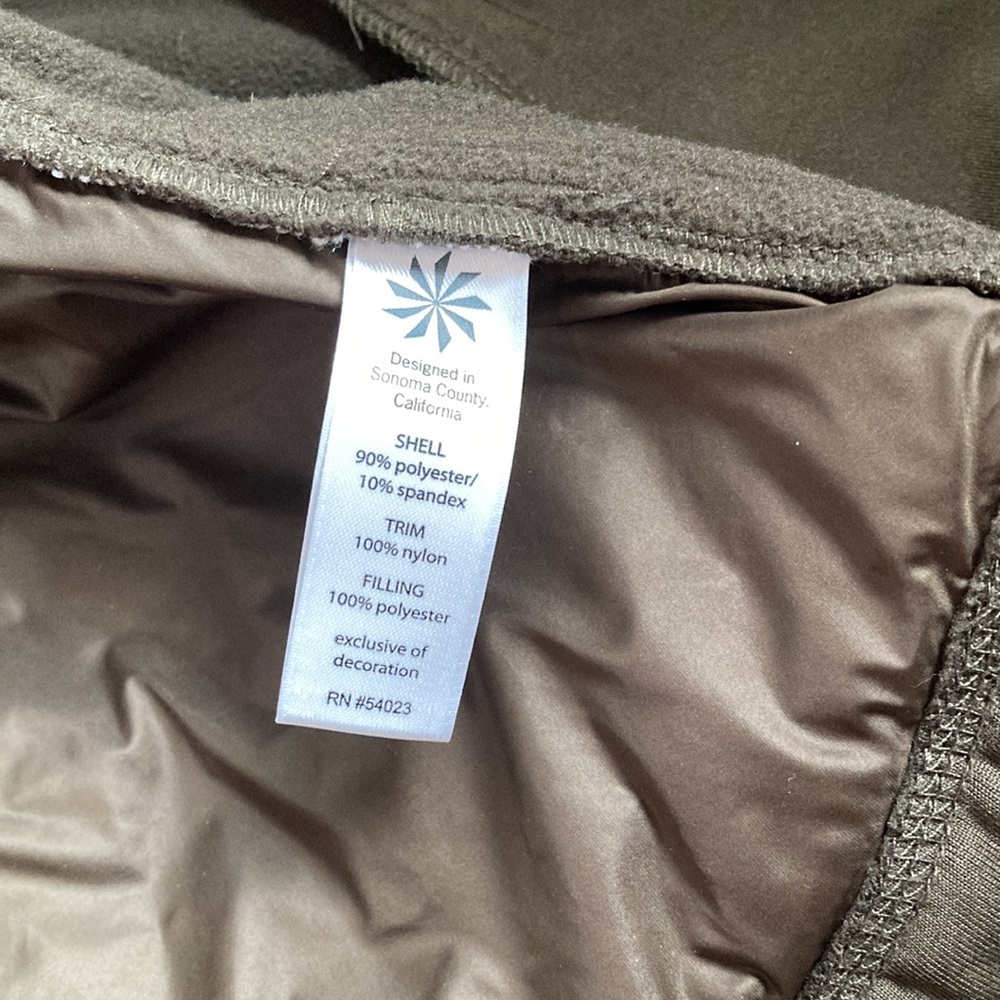 Designed in
Sonoma County,
California
SHELL
90% polyester/
10% spandex
TRIM
100% nylon
FILLING
100% polyester
exclusive of
decoration
RN #54023